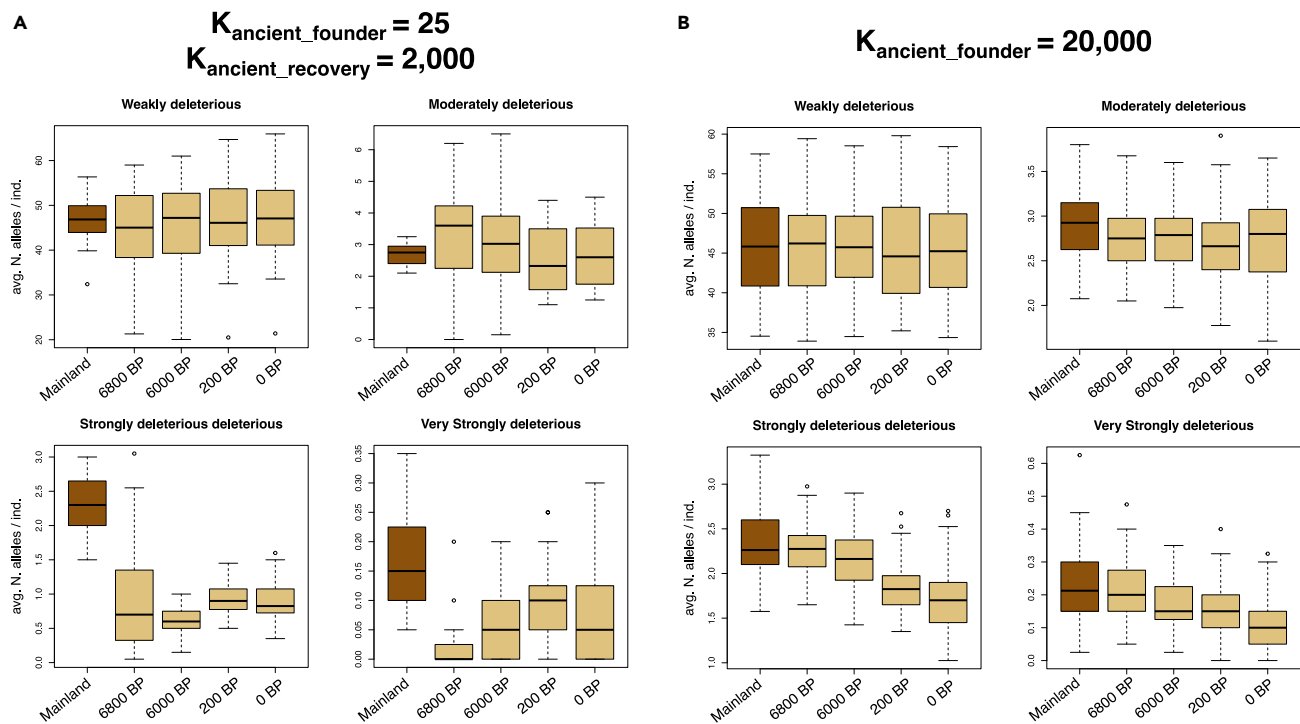 A
K_ancient_founder = 25
K_ancient_recovery = 2,000
Weakly deleterious
avg. N. alleles / ind.
60
50
40
30
20
Mainland
6800 BP
6000 BP
200 BP
0 BP
Moderately deleterious
6
5
4
3
2
1
0
Mainland
6800 BP
6000 BP
200 BP
0 BP
Strongly deleterious deleterious
avg. N. alleles / ind.
3.0
2.5
2.0
1.5
1.0
0.5
0.0
Mainland
6800 BP
6000 BP
200 BP
0 BP
Very Strongly deleterious
0.35
0.30
0.25
0.20
0.15
0.10
0.05
0.00
Mainland
6800 BP
6000 BP
200 BP
0 BP
B
K_ancient_founder = 20,000
Weakly deleterious
avg. N. alleles / ind.
60
55
50
45
40
35
Mainland
6800 BP
6000 BP
200 BP
0 BP
Moderately deleterious
3.5
3.0
2.5
2.0
Mainland
6800 BP
6000 BP
200 BP
0 BP
Strongly deleterious deleterious
avg. N. alleles / ind.
3.0
2.5
2.0
1.5
1.0
Mainland
6800 BP
6000 BP
200 BP
0 BP
Very Strongly deleterious
0.6
0.5
0.4
0.3
0.2
0.1
0.0
Mainland
6800 BP
6000 BP
200 BP
0 BP